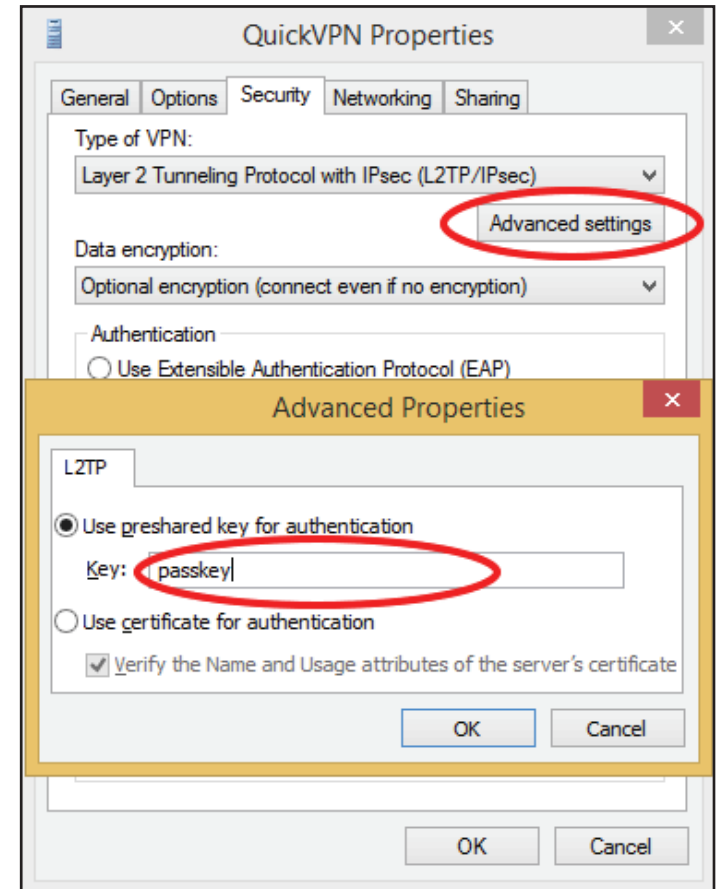 QuickVPN Properties
General Options Security Networking Sharing
Type of VPN:
Layer 2 Tunneling Protocol with IPsec (L2TP/IPsec)
Advanced settings
Data encryption:
Optional encryption (connect even if no encryption)
Authentication
Use Extensible Authentication Protocol (EAP)
Advanced Properties
L2TP
Use preshared key for authentication
Key: passkey
Use certificate for authentication
Verify the Name and Usage attributes of the server's certificate
OK Cancel
OK Cancel